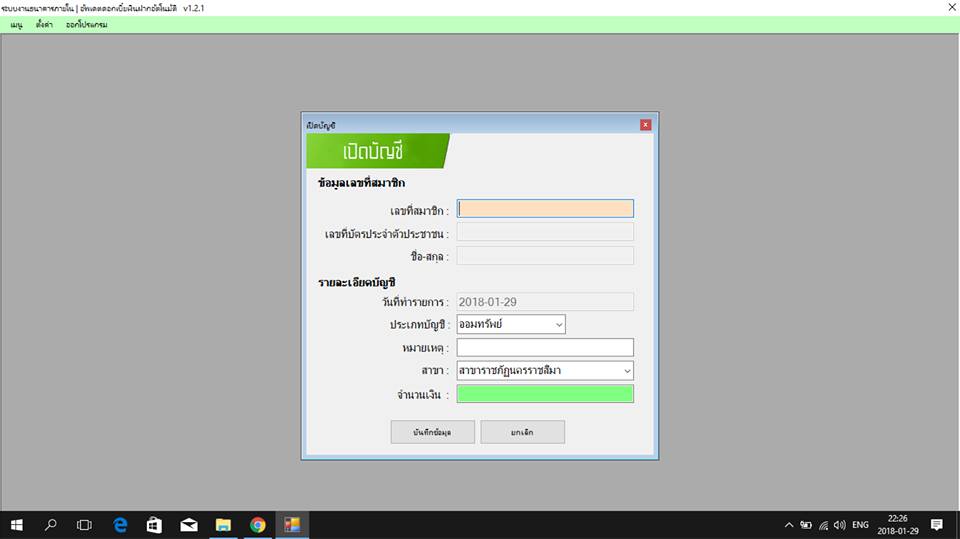 ระบบงานธนาคารภายใน | อัพเดตดอกเบี้ยเงินฝากอัตโนมัติ v1.2.1
เมนู ตั้งค่า ออกโปรแกรม
เปิดบัญชี
เปิดบัญชี
ข้อมูลเลขที่สมาชิก
เลขที่สมาชิก :
เลขที่บัตรประจำตัวประชาชน :
ชื่อ-สกุล :
รายละเอียดบัญชี
วันที่ทำรายการ : 2018-01-29
ประเภทบัญชี : ออมทรัพย์
หมายเหตุ :
สาขา : สาขาราชภัฏนครราชสีมา
จำนวนเงิน :
บันทึกข้อมูล ยกเลิก
ENG 22:26
2018-01-29